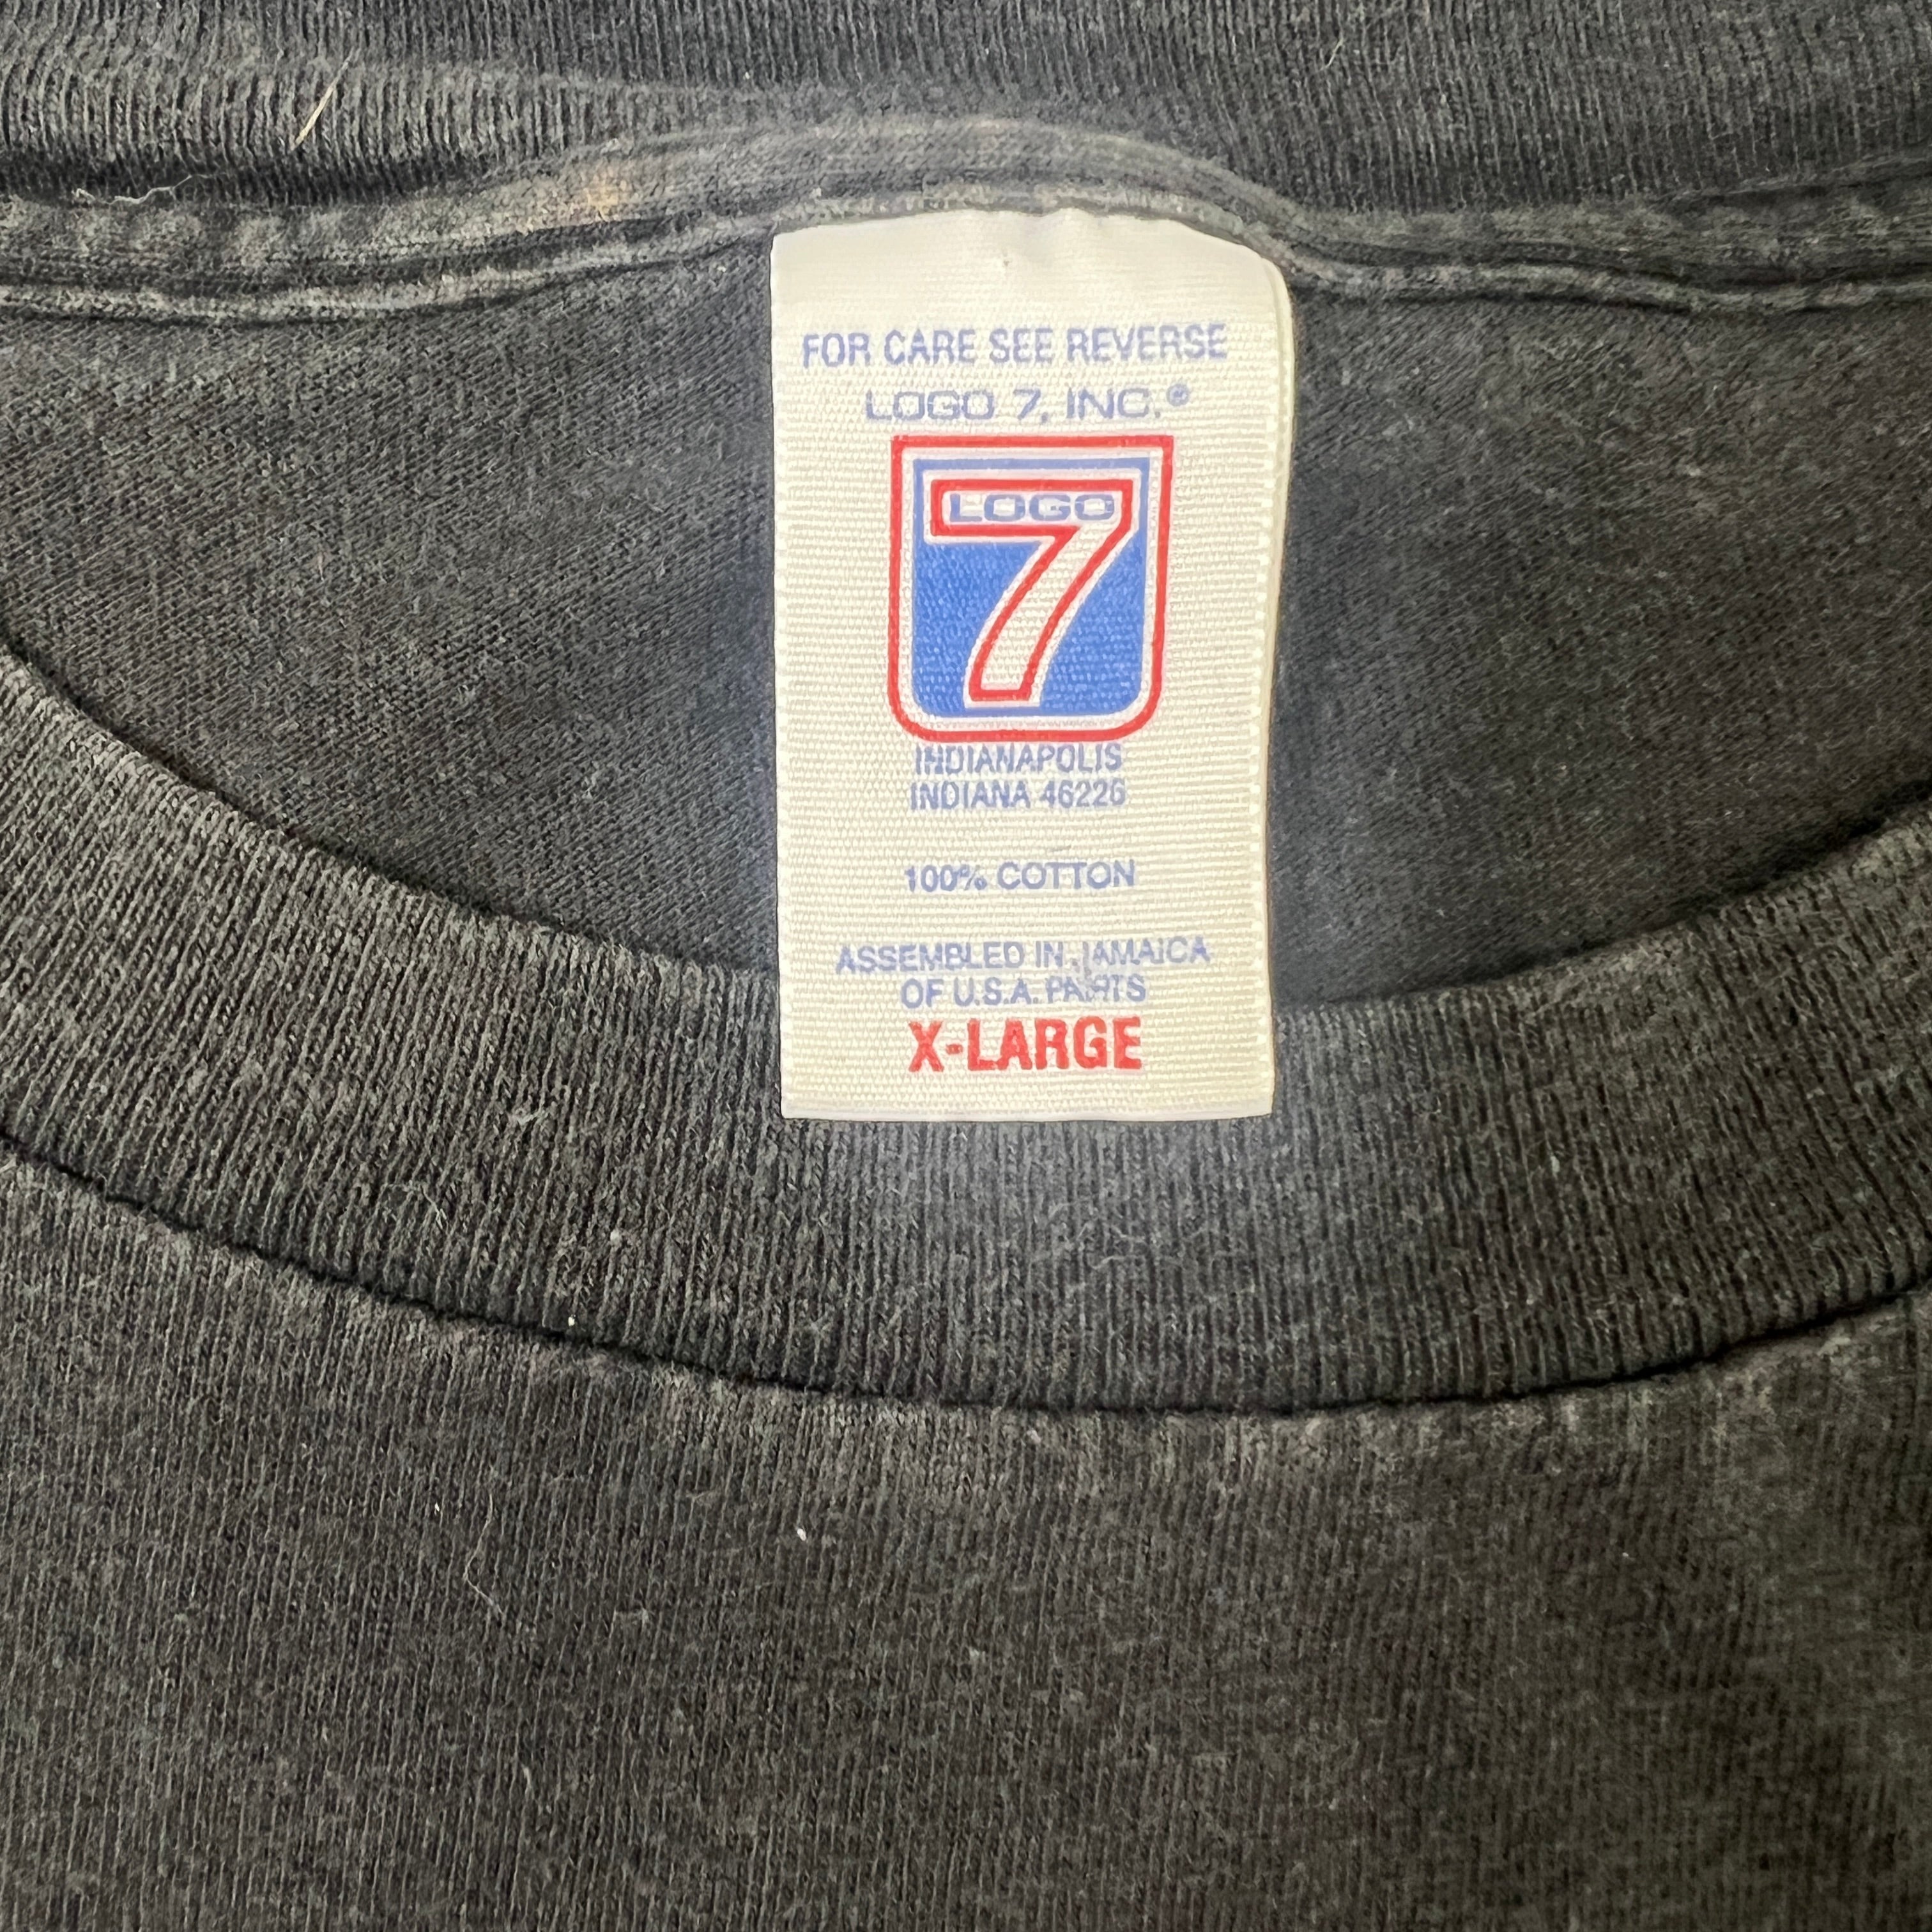 FOR CARE SEE REVERSE
LOGO 7, INC.®
LOGO
7
INDIANAPOLIS
INDIANA 46226
100% COTTON
ASSEMBLED IN JAMAICA
OF U.S.A. PARTS
X-LARGE